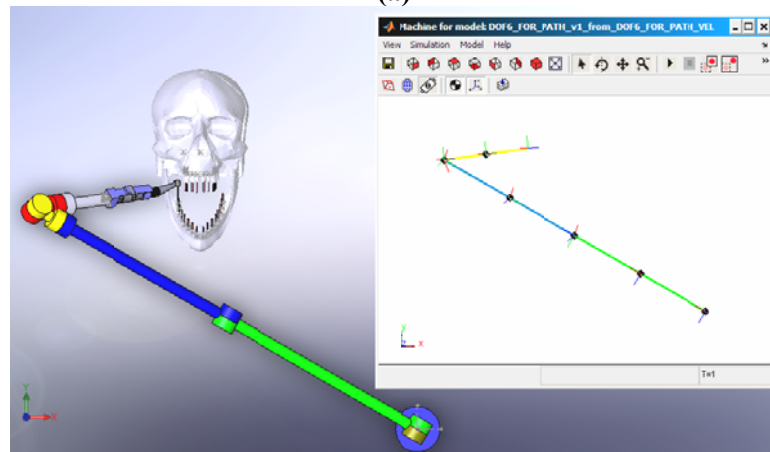 (a)
Machine for model: DOF6_FOR_PATH_v1_from_DOF6_FOR_PATH_VEL
View Simulation Model Help
»
Y
X
Y
X
T=1